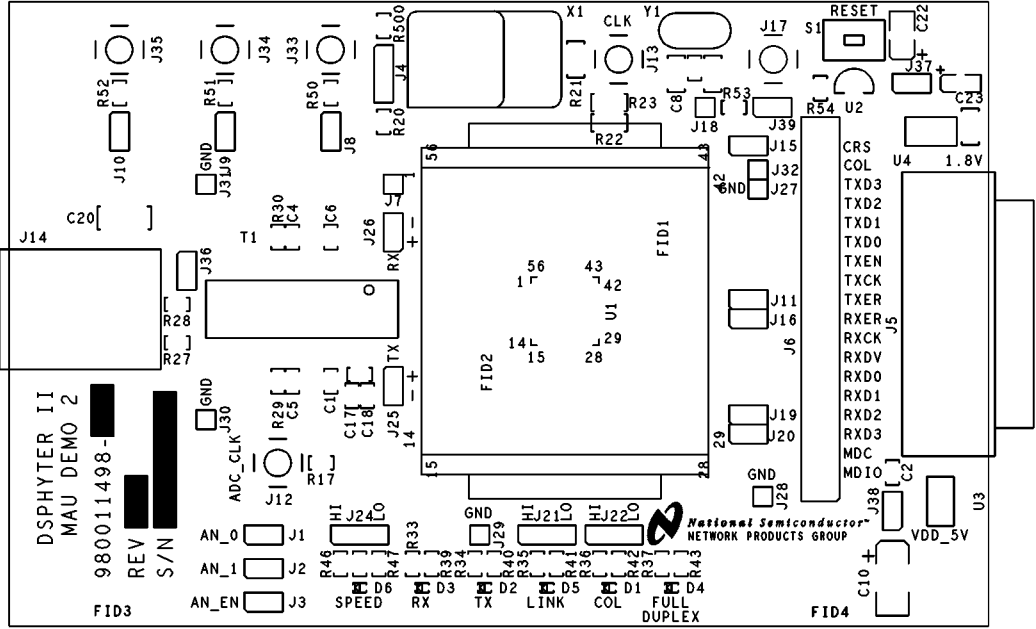 X1
CLK
Y1
RESET
R500
J35
J34
J33
J4
J13
J17
S1
C22
R52
R51
R50
R21
R23
C8
R53
R54
U2
J37
C23
R20
R22
J18
J39
J10
J9
J8
56
43
J15
U4
1.8V
GND
J31
J7
1
42
GND
J32
J27
CRS
COL
TXD3
TXD2
TXD1
TXD0
TXEN
TXCK
TXER
RXER
RXCK
RXDV
RXD0
RXD1
RXD2
RXD3
MDC
MDIO
C20
R30
C4
C6
J26
- +
RX
J14
T1
J36
FID1
56
43
1
42
U1
14
29
15
28
R28
R27
J11
J16
J6
J5
TX
FID2
+ -
J25
GND
J30
R29
C5
C1
C17
C18
14
29
J19
J20
15
28
DSPHYTER II
MAU DEMO 2
980011498-
REV
S/N
ADC_CLK
J12
R17
GND
J28
C2
J38
U3
VDD_5V
C10
+
AN_0
J1
AN_1
J2
AN_EN
J3
HI J24 LO
R33
GND
J29
HI J21 LO
HI J22 LO
National Semiconductor™
NETWORK PRODUCTS GROUP
R46
R47
R39
R34
R40
R35
R41
R36
R42
R37
R43
D6
D3
D2
D5
D1
D4
SPEED
RX
TX
LINK
COL
FULL
DUPLEX
FID3
FID4